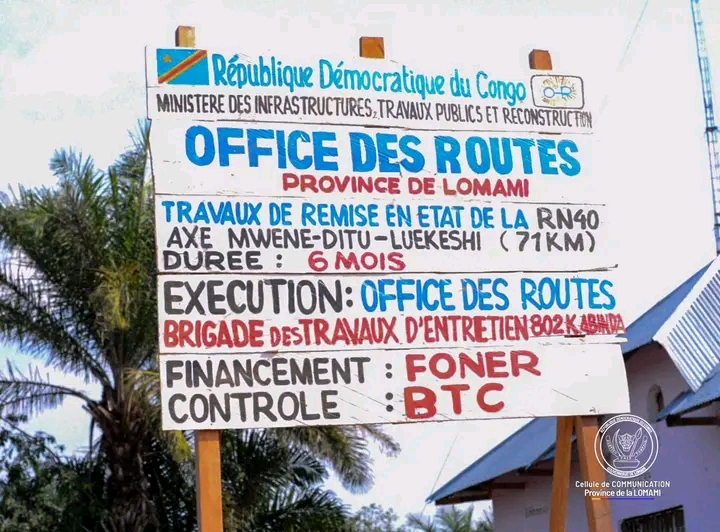 République Démocratique du Congo
O-R
MINISTERE DES INFRASTRUCTURES, TRAVAUX PUBLICS ET RECONSTRUCTION
OFFICE DES ROUTES
PROVINCE DE LOMAMI
TRAVAUX DE REMISE EN ETAT DE LA RN40
AXE MWENE-DITU-LUEKESHI (71KM)
DUREE : 6 MOIS
EXECUTION: OFFICE DES ROUTES
BRIGADE DES TRAVAUX D'ENTRETIEN 802 KABINDA
FINANCEMENT : FONER
CONTROLE : BTC
Cellule de COMMUNICATION
Province de la LOMAMI